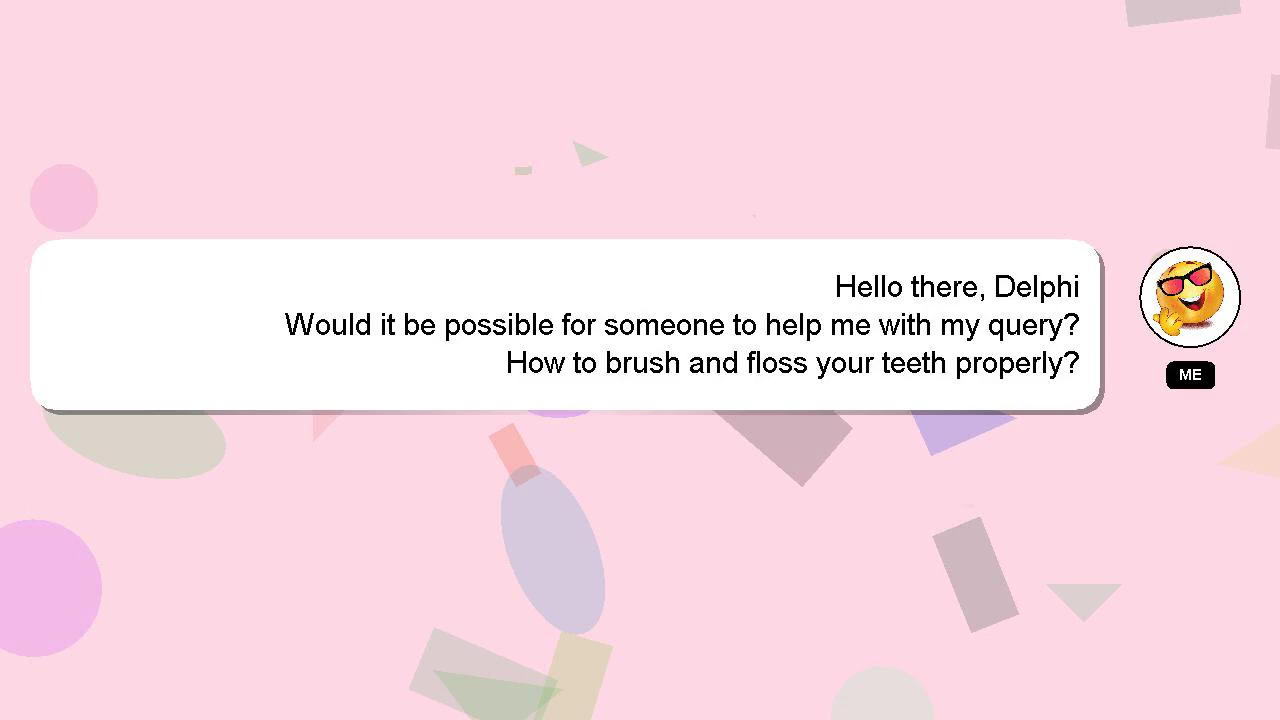 Hello there, Delphi
Would it be possible for someone to help me with my query?
How to brush and floss your teeth properly?
ME